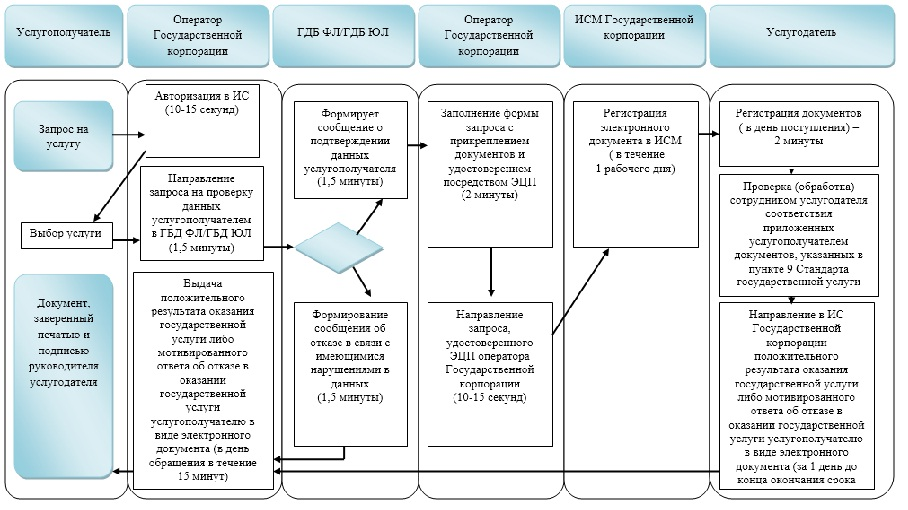 Услугополучатель
Оператор
Государственной
корпорации
ГДБ ФЛ/ГБД ЮЛ
Оператор
Государственной
корпорации
ИСМ Государственной
корпорации
Услугодатель
Запрос на
услугу
Выбор услуги
Документ,
заверенный
печатью и
подписью
руководителя
услугодателя
Авторизация в ИС
(10-15 секунд)
Направление
запроса на проверку
данных
услугополучателем
в ГБД ФЛ/ГБД ЮЛ
(1,5 минуты)
Выдача
положительного
результата оказания
государственной
услуги либо
мотивированного
ответа об отказе в
оказании
государственной
услуги
услугополучателю в
виде электронного
документа (в день
обращения в течение
15 минут)
Формирует
сообщение о
подтверждении
данных
услугополучателя
(1,5 минуты)
Формирование
сообщения об
отказе в связи с
имеющимися
нарушениями в
данных
(1,5 минуты)
Заполнение формы
запроса с
прикреплением
документов и
удостоверением
посредством ЭЦП
(2 минуты)
Направление
запроса,
удостоверенного
ЭЦП оператора
Государственной
корпорации
(10-15 секунд)
Регистрация
электронного
документа в ИСМ
( в течение
1 рабочего дня)
Регистрация документов
( в день поступления) –
2 минуты
Проверка (обработка)
сотрудником услугодателя
соответствия
приложенных
услугополучателем
документов, указанных в
пункте 9 Стандарта
государственной услуги
Направление в ИС
Государственной
корпорации
положительного
результата оказания
государственной услуги
либо мотивированного
ответа об отказе в
оказании государственной
услуги услугополучателю
в виде электронного
документа (за 1 день до
конца окончания срока